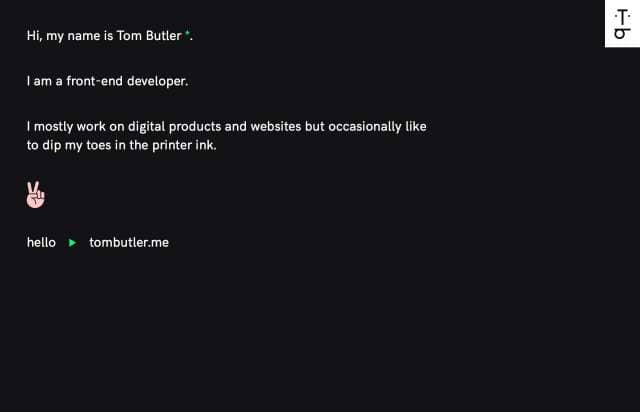 Hi, my name is Tom Butler *.
I am a front-end developer.
I mostly work on digital products and websites but occasionally like
to dip my toes in the printer ink.
hello ▶ tombutler.me